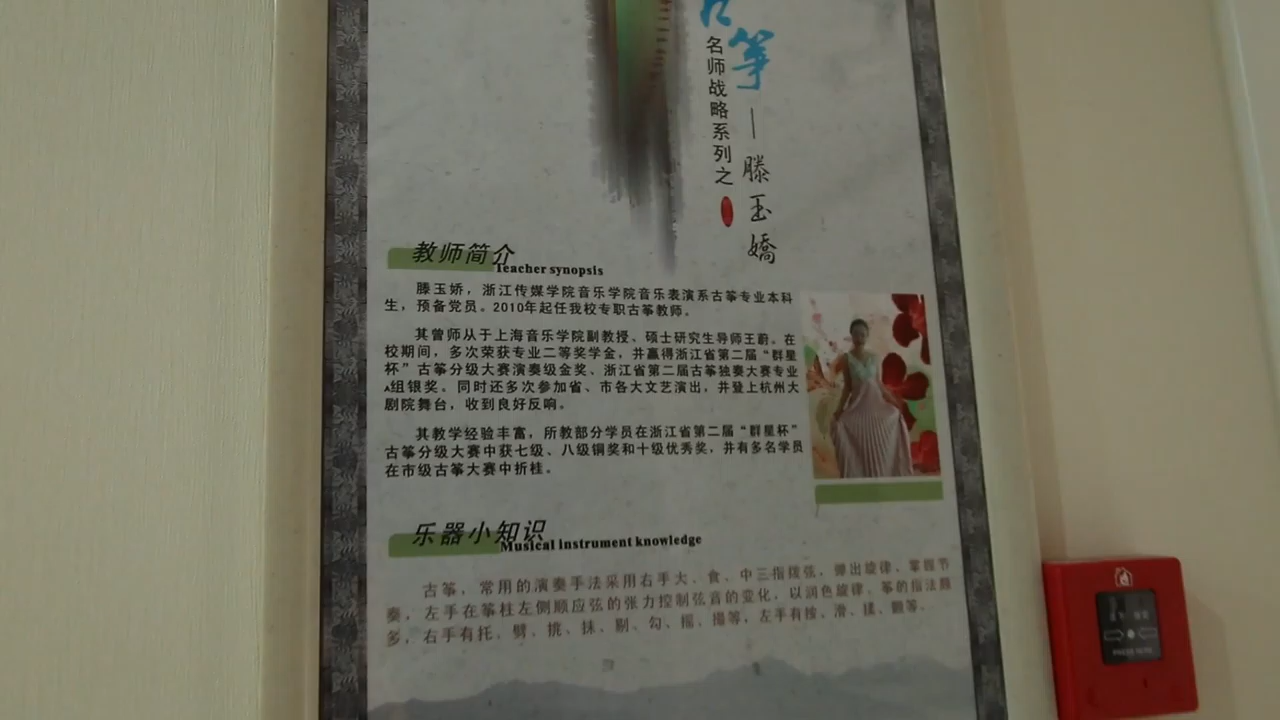 古筝
名师战略系列之
—滕玉娇
教师简介
Teacher synopsis
滕玉娇，浙江传媒学院音乐学院音乐表演系古筝专业本科
生，预备党员。2010年起任我校专职古筝教师。
其曾师从于上海音乐学院副教授、硕士研究生导师王蔚。在
校期间，多次荣获专业二等奖学金，并赢得浙江省第二届“群星
杯”古筝分级大赛演奏级金奖、浙江省第二届古筝独奏大赛专业
A组银奖。同时还多次参加省、市各大文艺演出，并登上杭州大
剧院舞台，收到良好反响。
其教学经验丰富，所教部分学员在浙江省第二届“群星杯”
古筝分级大赛中获七级、八级铜奖和十级优秀奖，并有多名学员
在市级古筝大赛中折桂。
乐器小知识
Musical instrument knowledge
古筝，常用的演奏手法采用右手大、食、中三指拨弦，弹出旋律、掌握节
奏，左手在筝柱左侧顺应弦的张力控制弦音的变化，以润色旋律。筝的指法颇
多，右手有托、劈、挑、抹、剔、勾、摇、撮等，左手有按、滑、揉、颤等。